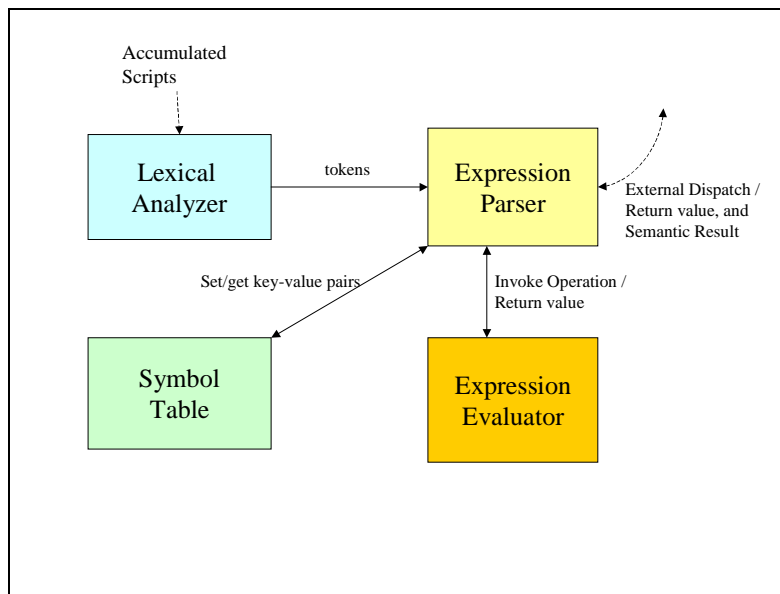 Accumulated
Scripts
Lexical
Analyzer
tokens
Expression
Parser
External Dispatch /
Return value, and
Semantic Result
Set/get key-value pairs
Invoke Operation /
Return value
Symbol
Table
Expression
Evaluator